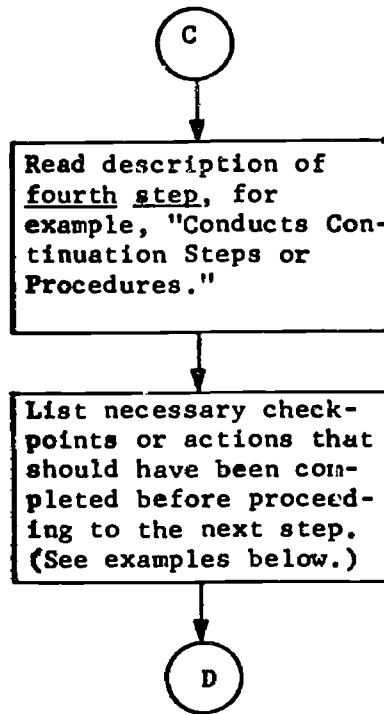 C
Read description of
fourth step, for
example, "Conducts Con-
tinuation Steps or
Procedures."
List necessary check-
points or actions that
should have been com-
pleted before proceed-
ing to the next step.
(See examples below.)
D